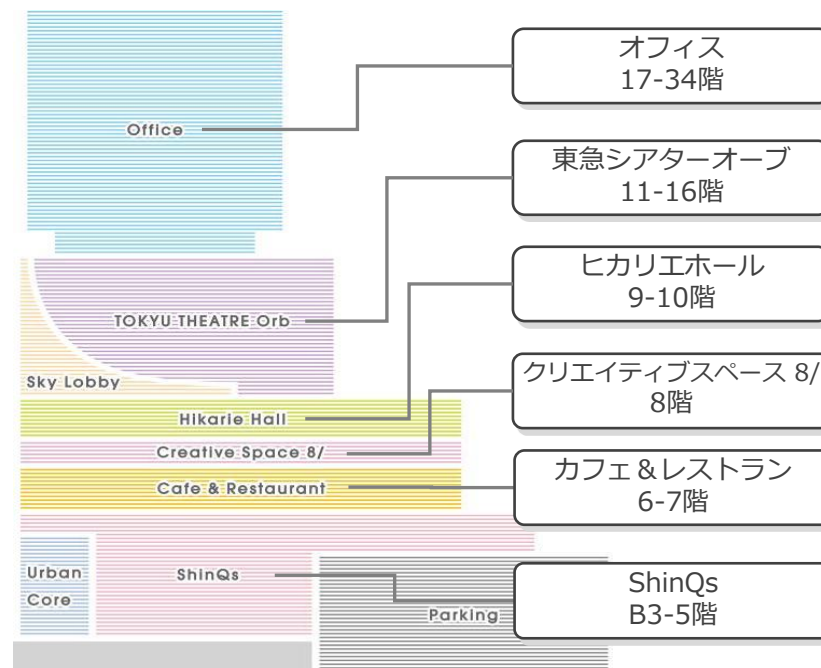 オフィス
17-34階
Office
東急シアターオーブ
11-16階
ヒカリエホール
9-10階
TOKYU THEATRE Orb
Sky Lobby
クリエイティブスペース 8/
8階
Hikarie Hall
Creative Space 8/
カフェ＆レストラン
6-7階
Cafe & Restaurant
Urban
Core
ShinQs
Parking
ShinQs
B3-5階